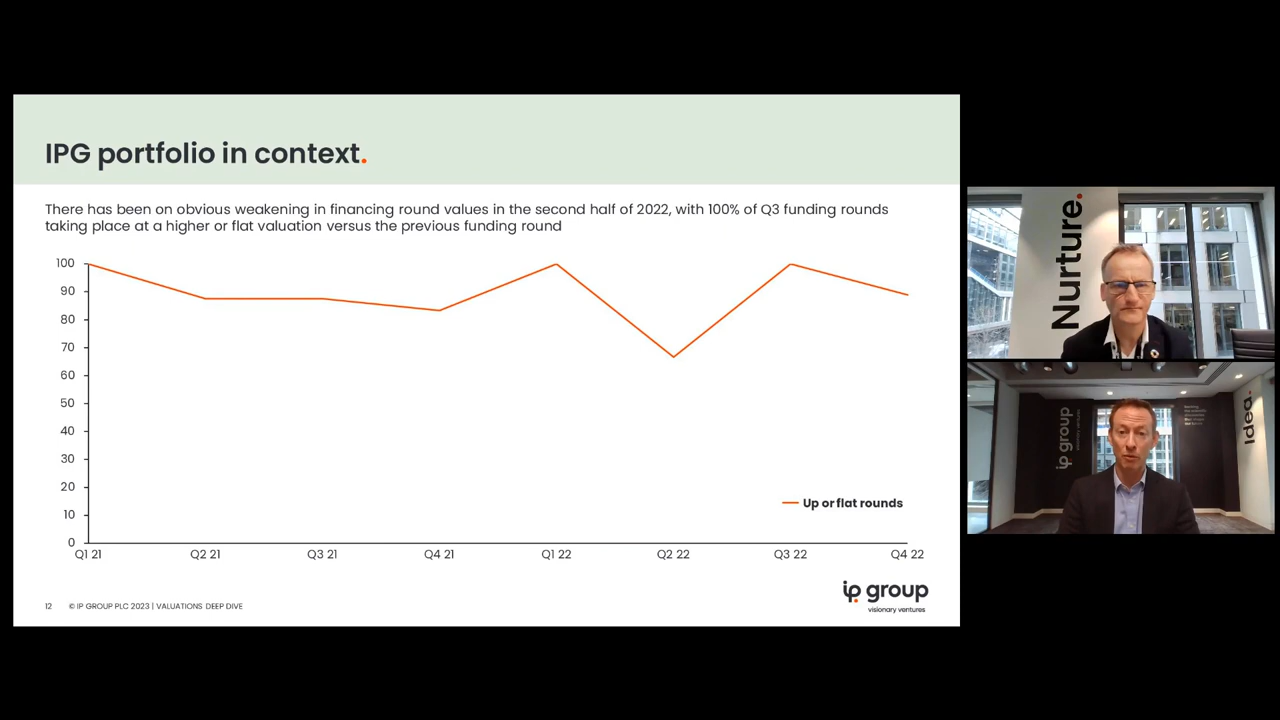 IPG portfolio in context.
There has been on obvious weakening in financing round values in the second half of 2022, with 100% of Q3 funding rounds
taking place at a higher or flat valuation versus the previous funding round
100
90
80
70
60
50
40
30
20
10
0
Q1 21
Q2 21
Q3 21
Q4 21
Q1 22
Q2 22
Q3 22
Q4 22
Up or flat rounds
12 © IP GROUP PLC 2023 | VALUATIONS DEEP DIVE
ip group
visionary ventures
Nurture.
ip group
visionary ventures
Idea.